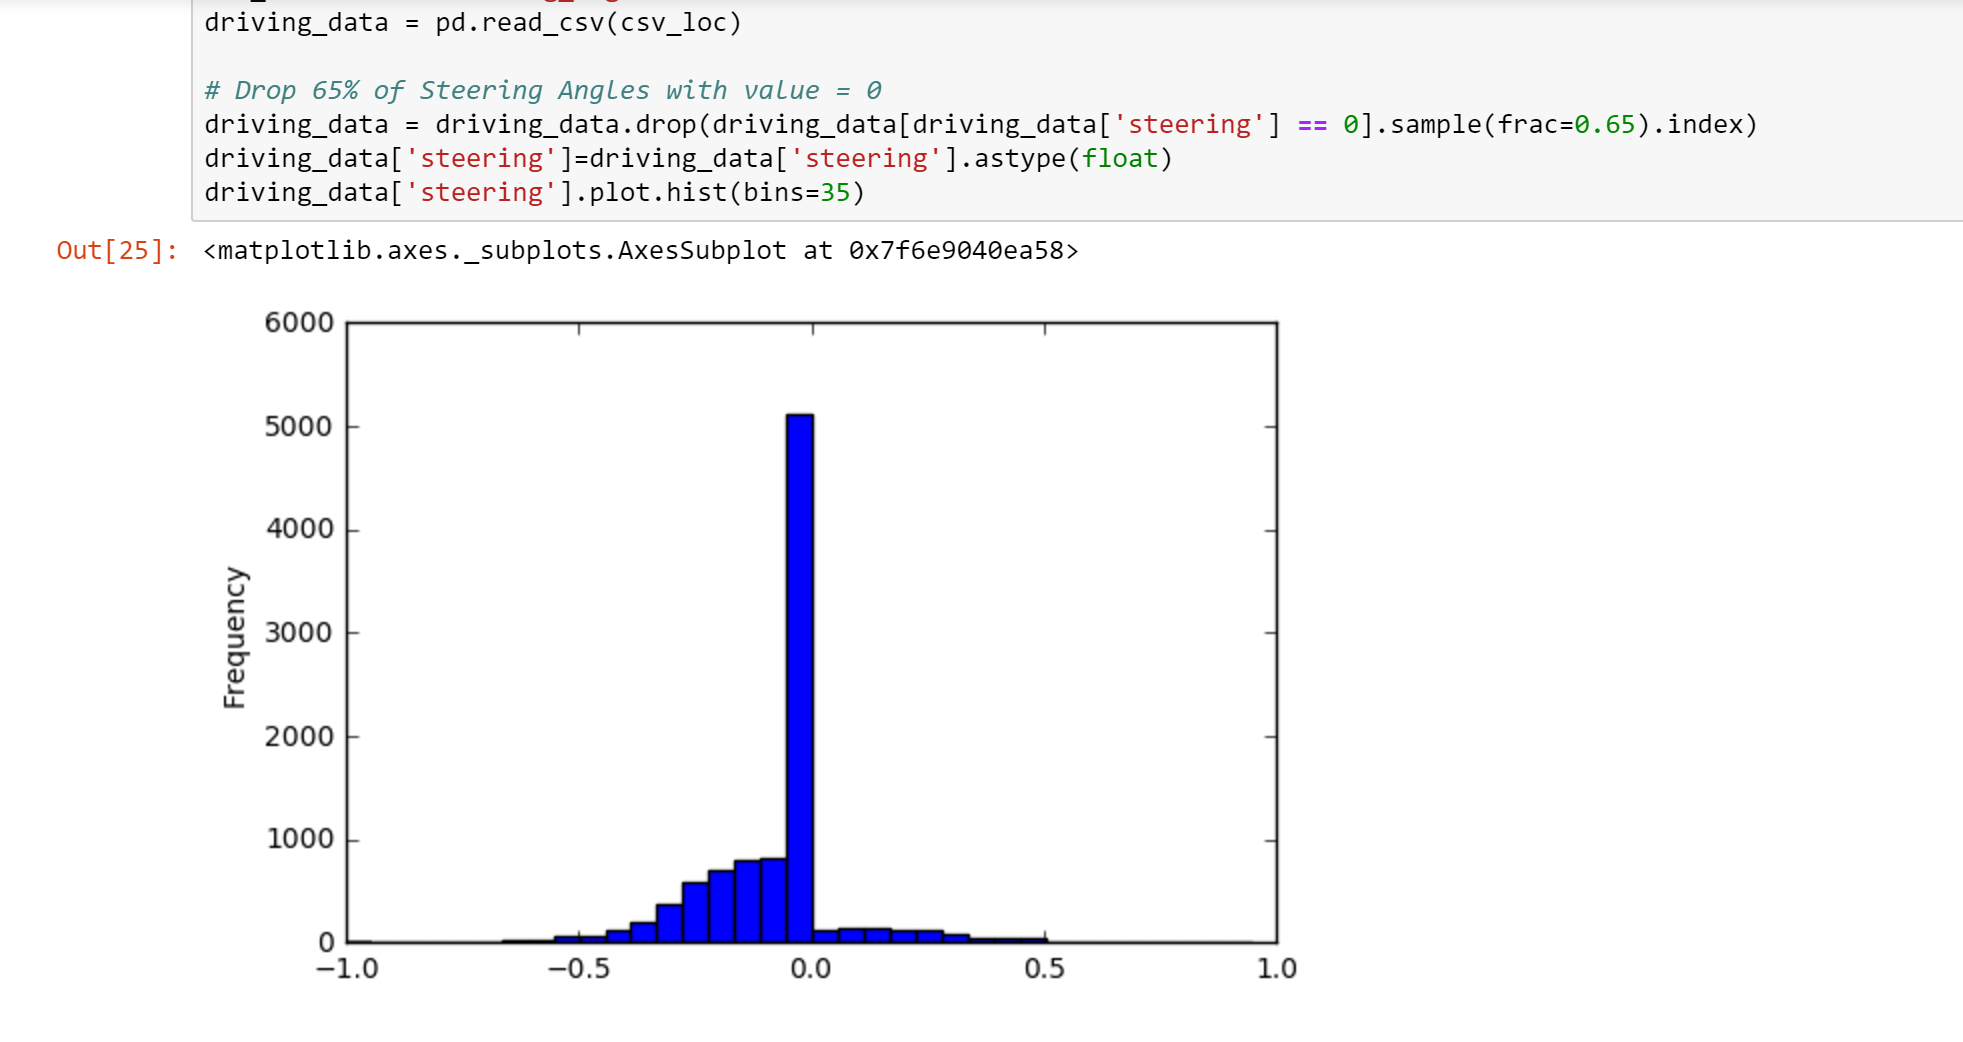 driving_data = pd.read_csv(csv_loc)
# Drop 65% of Steering Angles with value = 0
driving_data = driving_data.drop(driving_data[driving_data['steering'] == 0].sample(frac=0.65).index)
driving_data['steering']=driving_data['steering'].astype(float)
driving_data['steering'].plot.hist(bins=35)
Out[25]: <matplotlib.axes._subplots.AxesSubplot at 0x7f6e9040ea58>
6000
5000
4000
3000
2000
1000
0
Frequency
−1.0 −0.5 0.0 0.5 1.0